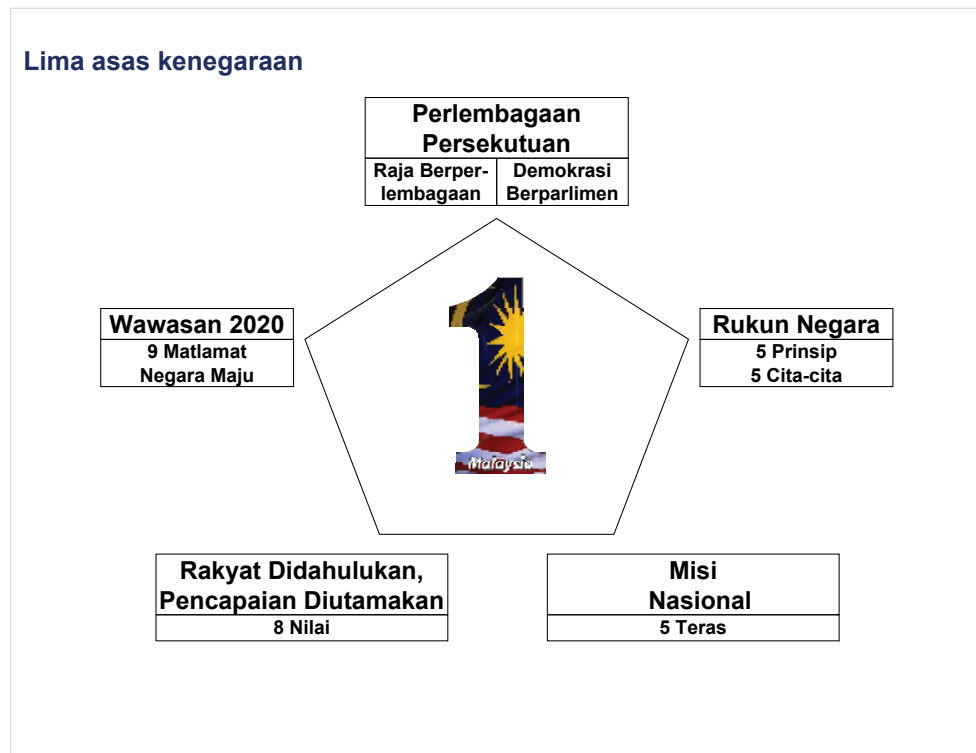 Lima asas kenegaraan
Perlembagaan
Persekutuan
Raja Berper-
lembagaan
Demokrasi
Berparlimen
Wawasan 2020
9 Matlamat
Negara Maju
Rukun Negara
5 Prinsip
5 Cita-cita
1
Malaysia
Rakyat Didahulukan,
Pencapaian Diutamakan
8 Nilai
Misi
Nasional
5 Teras